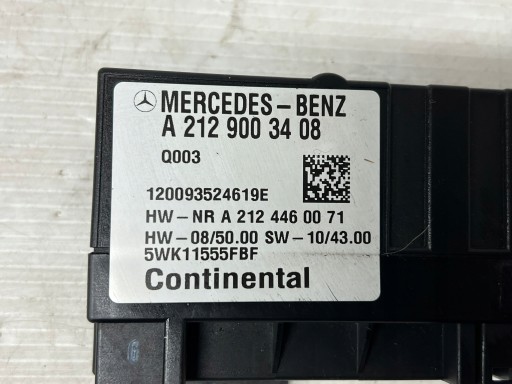 MERCEDES-BENZ
A 212 900 34 08
Q003
120093524619E
HW-NR A 212 446 00 71
HW-08/50.00 SW-10/43.00
5WK11555FBF
Continental